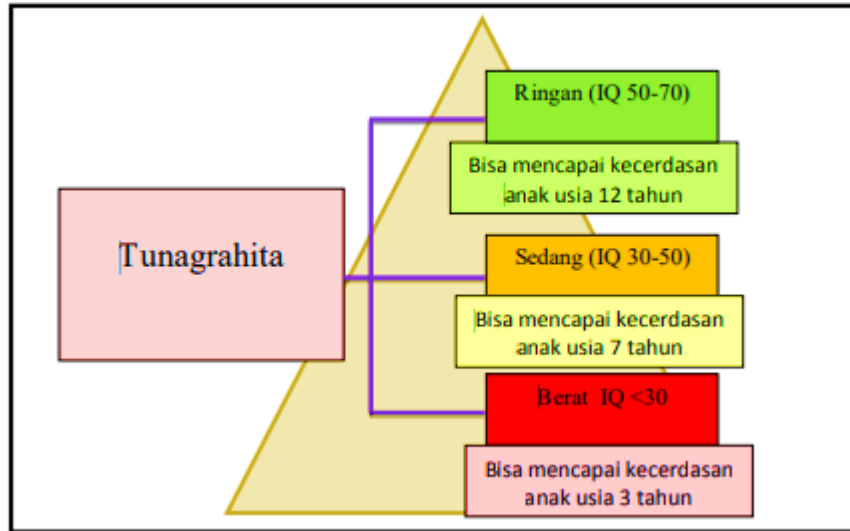 Tunagrahita
Ringan (IQ 50-70)
Bisa mencapai kecerdasan
anak usia 12 tahun
Sedang (IQ 30-50)
Bisa mencapai kecerdasan
anak usia 7 tahun
Berat IQ <30
Bisa mencapai kecerdasan
anak usia 3 tahun